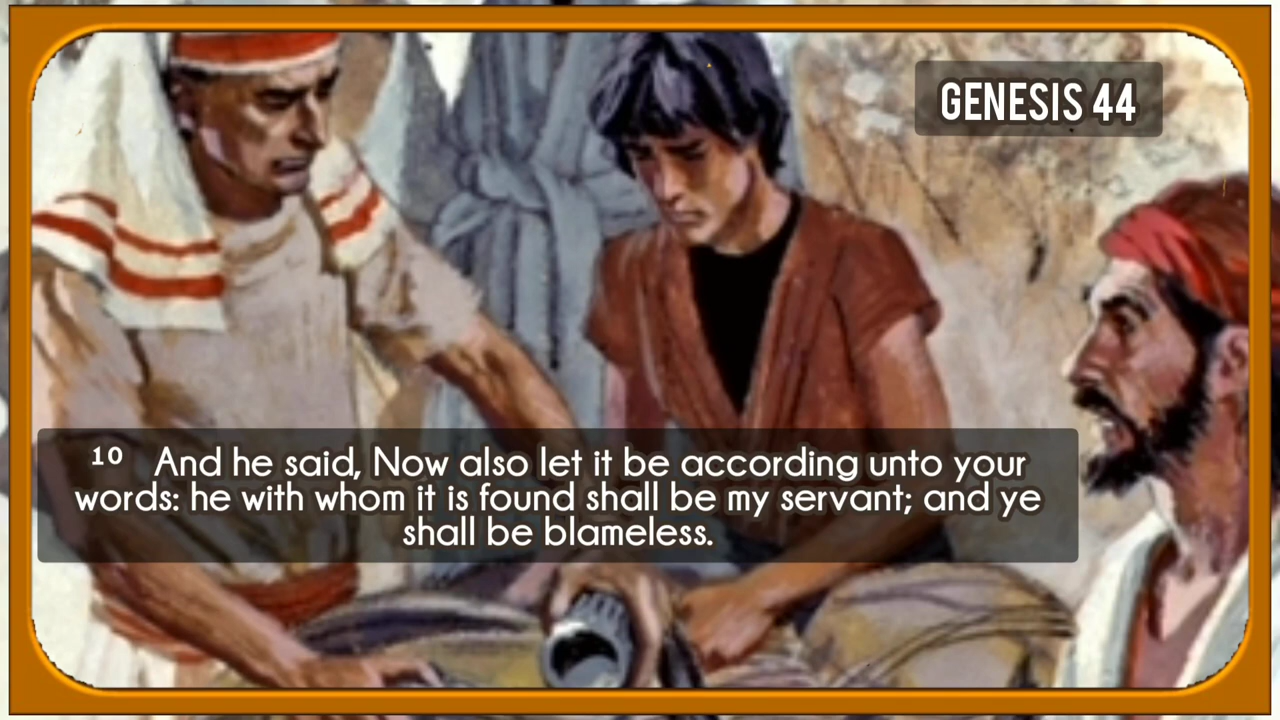 GENESIS 44
¹⁰ And he said, Now also let it be according unto your
words: he with whom it is found shall be my servant; and ye
shall be blameless.